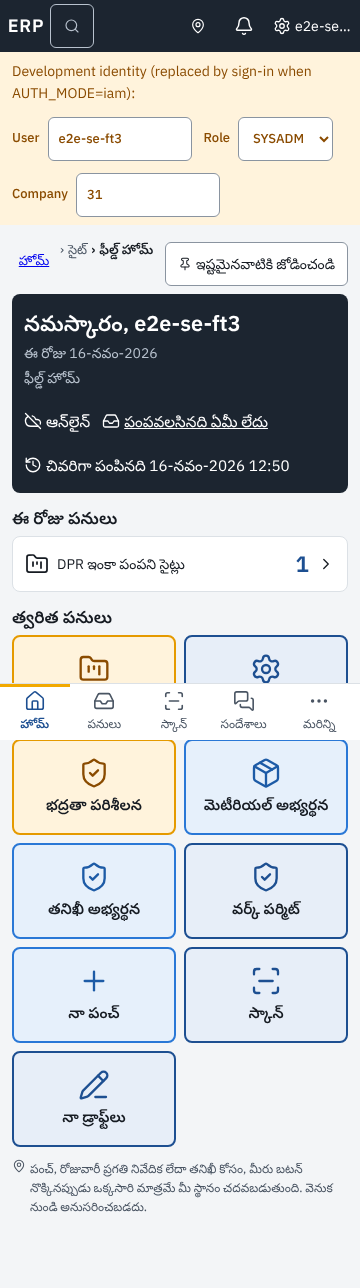 ERP
e2e-se...
Development identity (replaced by sign-in when
AUTH_MODE=iam):
User e2e-se-ft3 Role SYSADM
Company 31
హోమ్ › సైట్ › ఫీల్డ్ హోమ్
ఇష్టమైనవాటికి జోడించండి
నమస్కారం, e2e-se-ft3
ఈ రోజు 16-నవం-2026
ఫీల్డ్ హోమ్
ఆన్‌లైన్ పంపవలసినది ఏమీ లేదు
చివరిగా పంపినది 16-నవం-2026 12:50
ఈ రోజు పనులు
DPR ఇంకా పంపని సైట్లు 1
త్వరిత పనులు
హోమ్ పనులు స్కాన్ సందేశాలు మరిన్ని
భద్రతా పరిశీలన మెటీరియల్ అభ్యర్థన
తనిఖీ అభ్యర్థన వర్క్ పర్మిట్
నా పంచ్ స్కాన్
నా డ్రాఫ్ట్‌లు
పంచ్, రోజువారీ ప్రగతి నివేదిక లేదా తనిఖీ కోసం, మీరు బటన్
నొక్కినప్పుడు ఒక్కసారి మాత్రమే మీ స్థానం చదవబడుతుంది. వెనుక
నుండి అనుసరించబడదు.